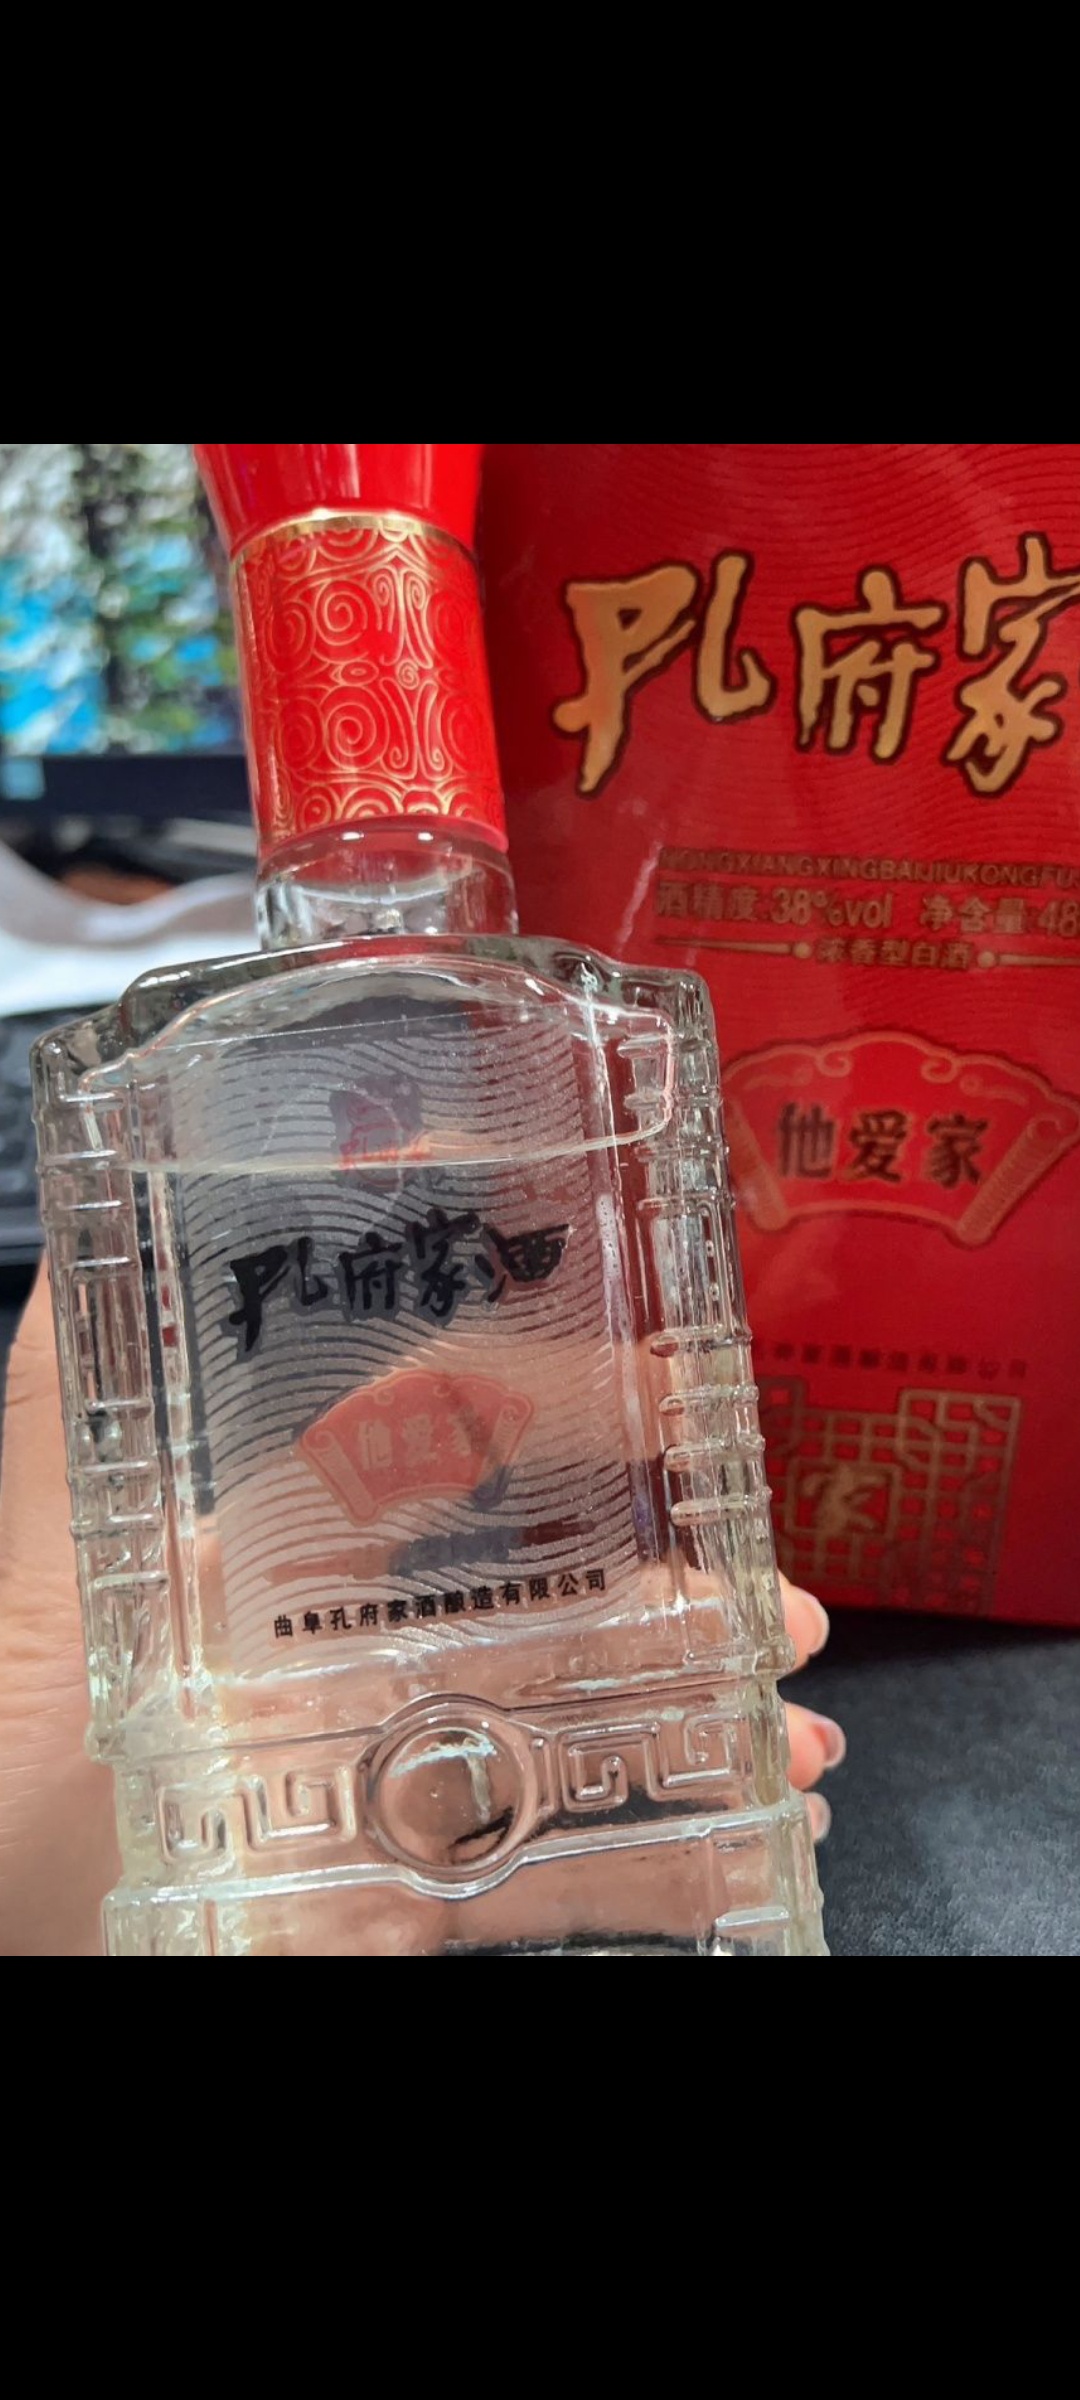 孔府家
NONGXIANGXINGBAIJIUKONGFU
酒精度:38%vol 净含量:48
浓香型白酒
他爱家
家
孔府家酒
他爱家
曲阜孔府家酒酿造有限公司